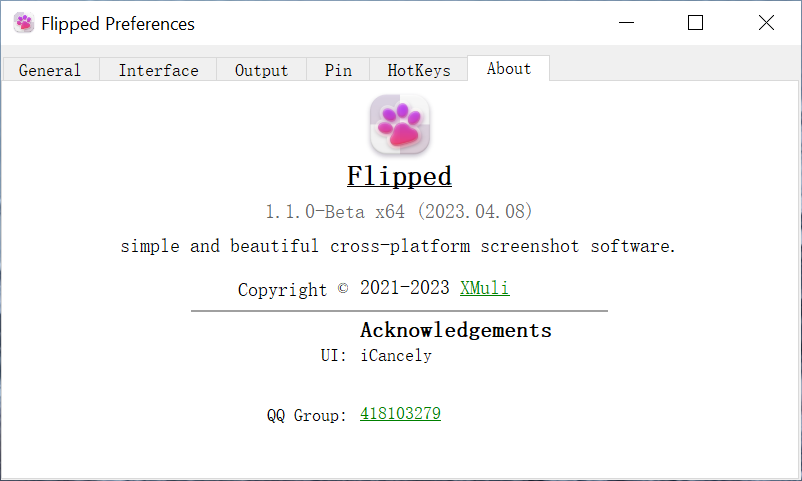 Flipped Preferences
General Interface Output Pin HotKeys About
Flipped
1.1.0-Beta x64 (2023.04.08)
simple and beautiful cross-platform screenshot software.
Copyright © 2021-2023 XMuli
Acknowledgements
UI: iCancely
QQ Group: 418103279